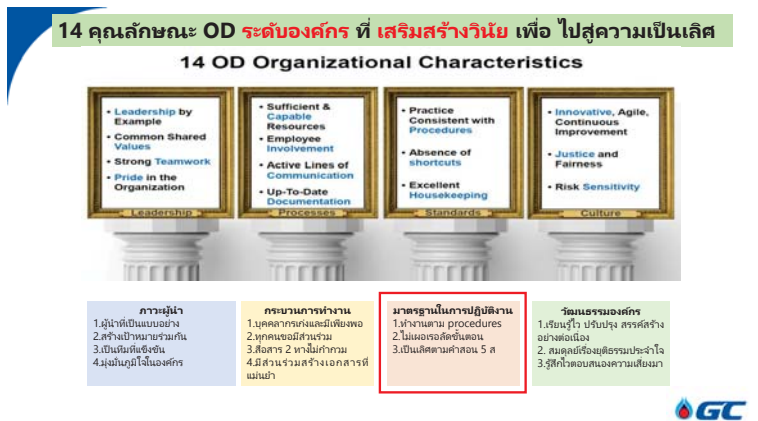 14 คุณลักษณะ OD ระดับองค์กร ที่ เสริมสร้างวินัย เพื่อ ไปสู่ความเป็นเลิศ
14 OD Organizational Characteristics
• Leadership by
Example
• Common Shared
Values
• Strong Teamwork
• Pride in the
Organization
Leadership
• Sufficient &
Capable
Resources
• Employee
Involvement
• Active Lines of
Communication
• Up-To-Date
Documentation
Processes
• Practice
Consistent with
Procedures
• Absence of
shortcuts
• Excellent
Housekeeping
Standards
• Innovative, Agile,
Continuous
Improvement
• Justice and
Fairness
• Risk Sensitivity
Culture
ภาวะผู้นำ
1.ผู้นำที่เป็นแบบอย่าง
2.สร้างเป้าหมายร่วมกัน
3.เป็นทีมที่แข็งขัน
4.มุ่งมั่นภูมิใจในองค์กร
กระบวนการทำงาน
1.บุคคลากรเก่งและมีเพียงพอ
2.ทุกคนขอมีส่วนร่วม
3.สื่อสาร 2 ทางไม่กำกวม
4.มีส่วนร่วมสร้างเอกสารที่
แม่นยำ
มาตรฐานในการปฏิบัติงาน
1.ทำงานตาม procedures
2.ไม่เผอเรอลัดขั้นตอน
3.เป็นเลิศตามคำสอน 5 ส
วัฒนธรรมองค์กร
1.เรียนรู้ไว ปรับปรุง สรรค์สร้าง
อย่างต่อเนื่อง
2. สมดุลย์เรื่องยุติธรรมประจำใจ
3.รู้สึกไวตอบสนองความเสี่ยงมา
GC